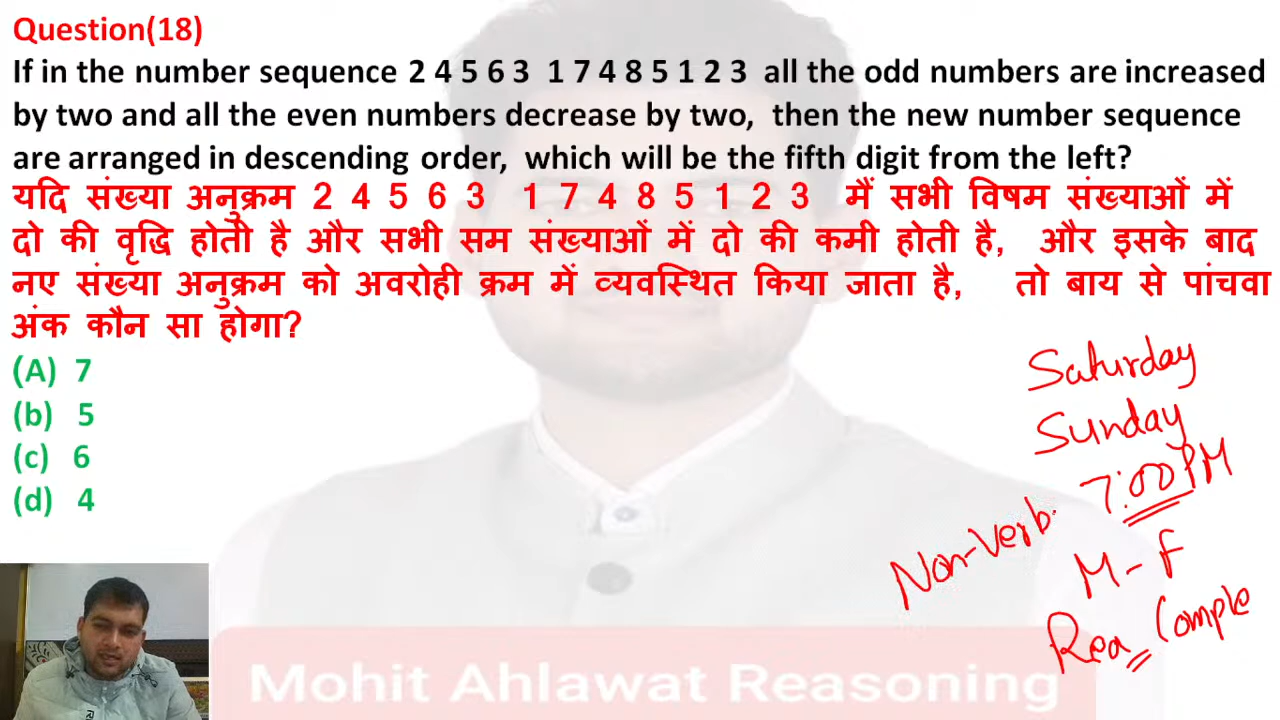 Question(18)
If in the number sequence 2 4 5 6 3 1 7 4 8 5 1 2 3 all the odd numbers are increased
by two and all the even numbers decrease by two, then the new number sequence
are arranged in descending order, which will be the fifth digit from the left?
यदि संख्या अनुक्रम 2 4 5 6 3 1 7 4 8 5 1 2 3 मैं सभी विषम संख्याओं में
दो की वृद्धि होती है और सभी सम संख्याओं में दो की कमी होती है, और इसके बाद
नए संख्या अनुक्रम को अवरोही क्रम में व्यवस्थित किया जाता है, तो बाय से पांचवा
अंक कौन सा होगा?
(A) 7
(b) 5
(c) 6
(d) 4
Saturday
Sunday
7:00 PM
Non-Verb.
M - F
Rea Comple
Mohit Ahlawat Reasoning